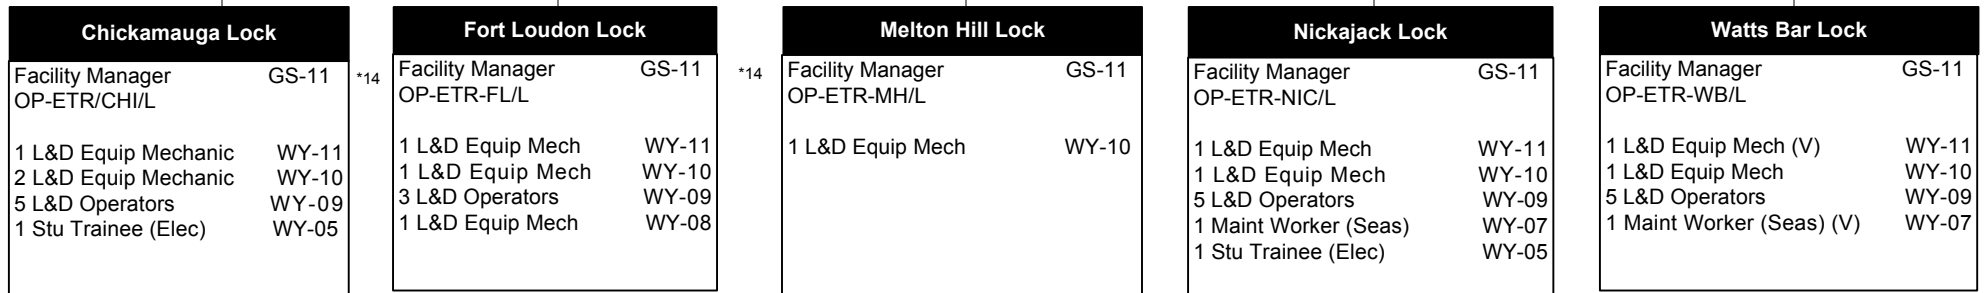 Chickamauga Lock
Facility Manager GS-11 *14
OP-ETR/CHI/L
1 L&D Equip Mechanic WY-11
2 L&D Equip Mechanic WY-10
5 L&D Operators WY-09
1 Stu Trainee (Elec) WY-05
Fort Loudon Lock
Facility Manager GS-11 *14
OP-ETR-FL/L
1 L&D Equip Mech WY-11
1 L&D Equip Mech WY-10
3 L&D Operators WY-09
1 L&D Equip Mech WY-08
Melton Hill Lock
Facility Manager GS-11
OP-ETR-MH/L
1 L&D Equip Mech WY-10
Nickajack Lock
Facility Manager GS-11
OP-ETR-NIC/L
1 L&D Equip Mech WY-11
1 L&D Equip Mech WY-10
5 L&D Operators WY-09
1 Maint Worker (Seas) WY-07
1 Stu Trainee (Elec) WY-05
Watts Bar Lock
Facility Manager GS-11
OP-ETR-WB/L
1 L&D Equip Mech (V) WY-11
1 L&D Equip Mech WY-10
5 L&D Operators WY-09
1 Maint Worker (Seas) (V) WY-07